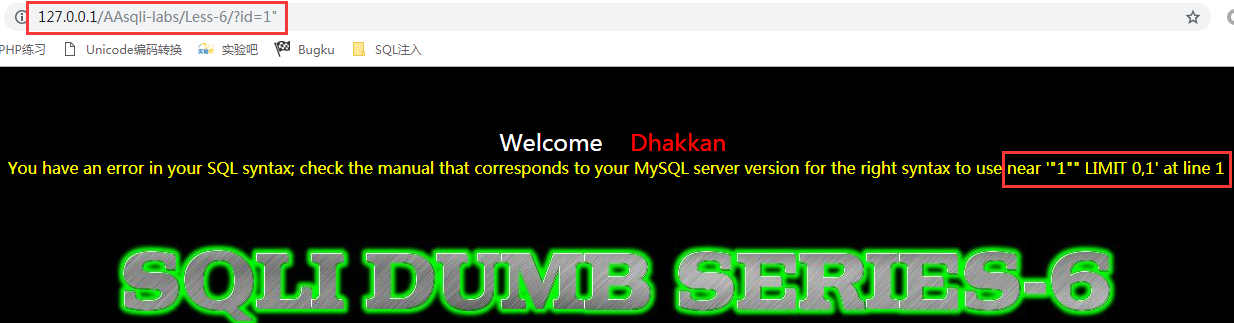 127.0.0.1/AAsqli-labs/Less-6/?id=1"
PHP练习 Unicode编码转换 实验吧 Bugku SQL注入
Welcome Dhakkan
You have an error in your SQL syntax; check the manual that corresponds to your MySQL server version for the right syntax to use near '"1"" LIMIT 0,1' at line 1
SQLI DUMB SERIES-6